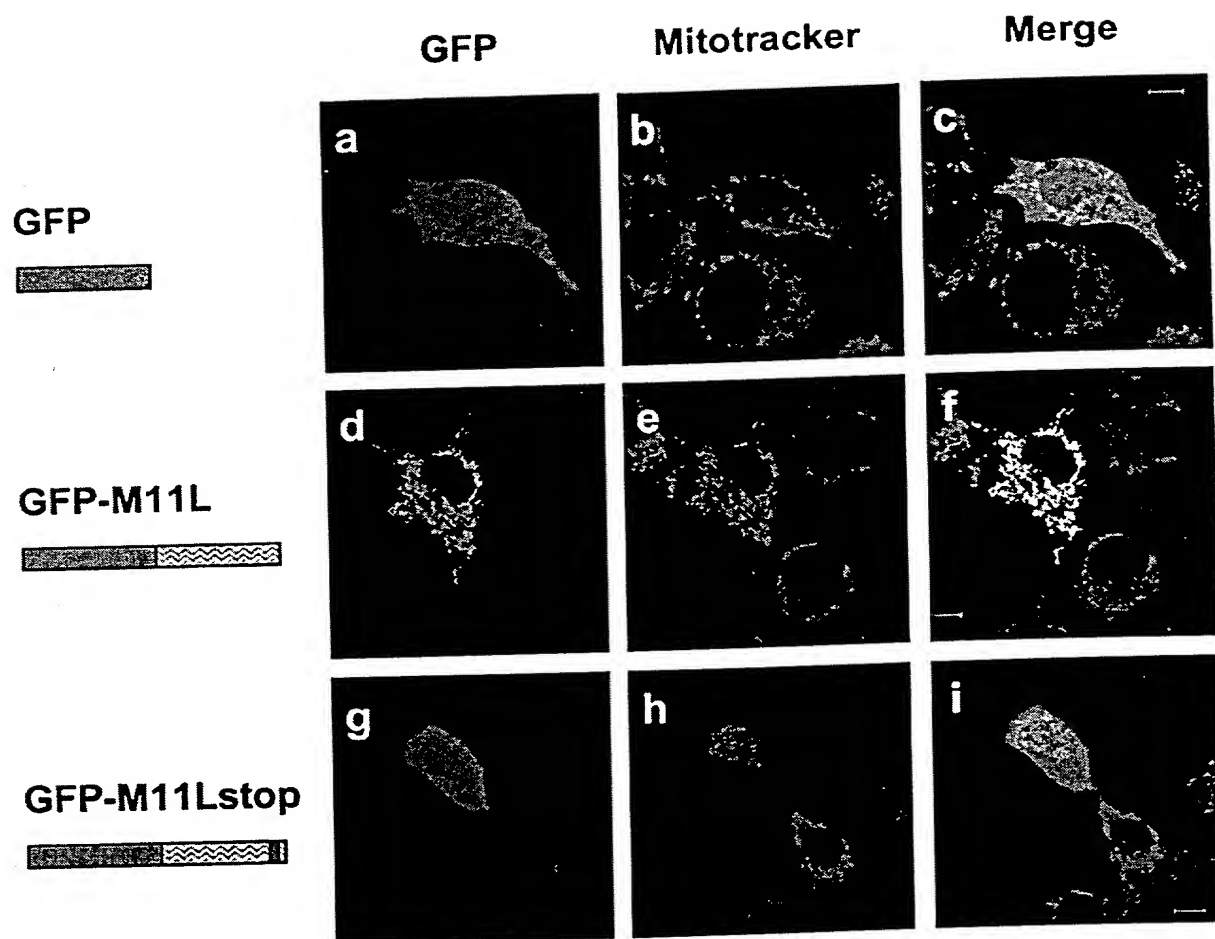 GFP Mitotracker Merge
a b c
GFP
d e f
GFP-M11L
g h i
GFP-M11Lstop